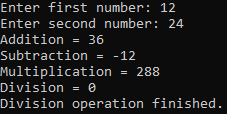 Enter first number: 12
Enter second number: 24
Addition = 36
Subtraction = -12
Multiplication = 288
Division = 0
Division operation finished.